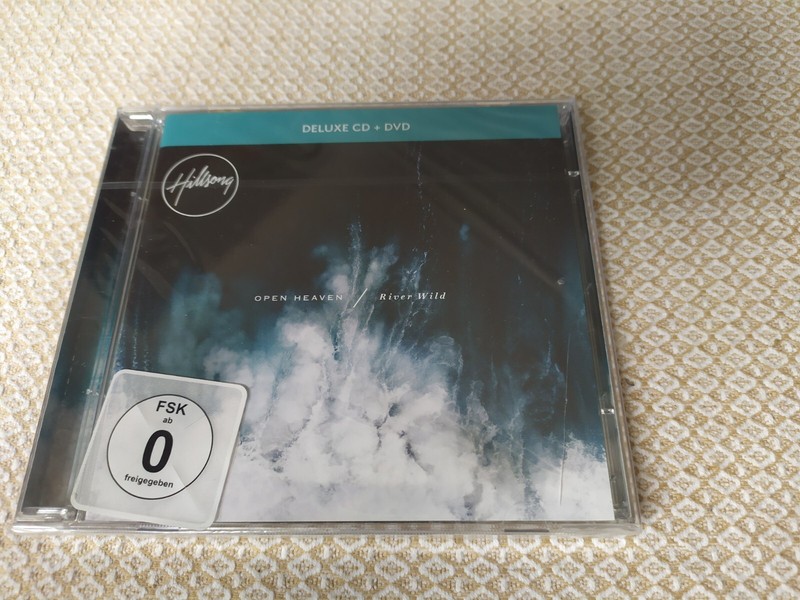 DELUXE CD + DVD
Hillsong
OPEN HEAVEN / River Wild
FSK
ab
0
freigegeben